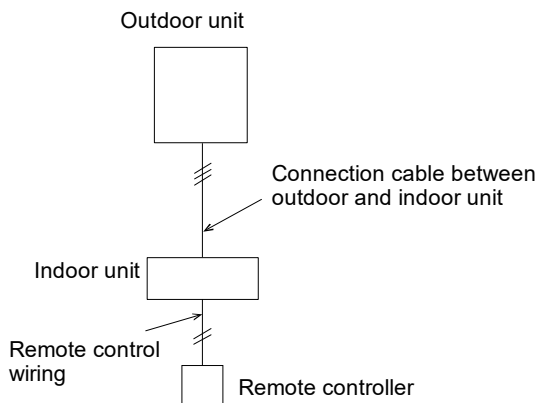 Outdoor unit
Connection cable between
outdoor and indoor unit
Indoor unit
Remote control
wiring
Remote controller